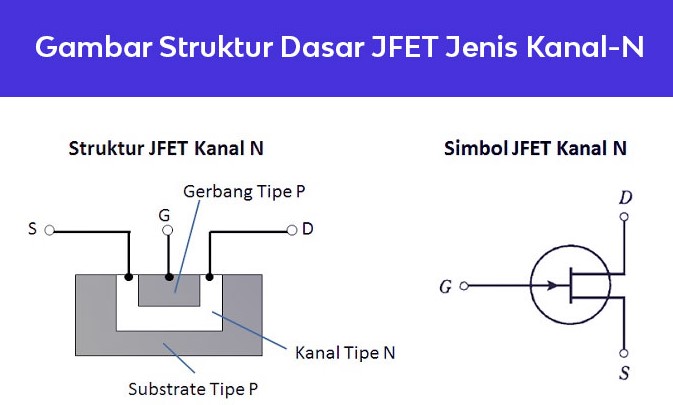 Gambar Struktur Dasar JFET Jenis Kanal-N
Struktur JFET Kanal N
Simbol JFET Kanal N
Gerbang Tipe P
S
G
D
Kanal Tipe N
Substrate Tipe P
D
G
S